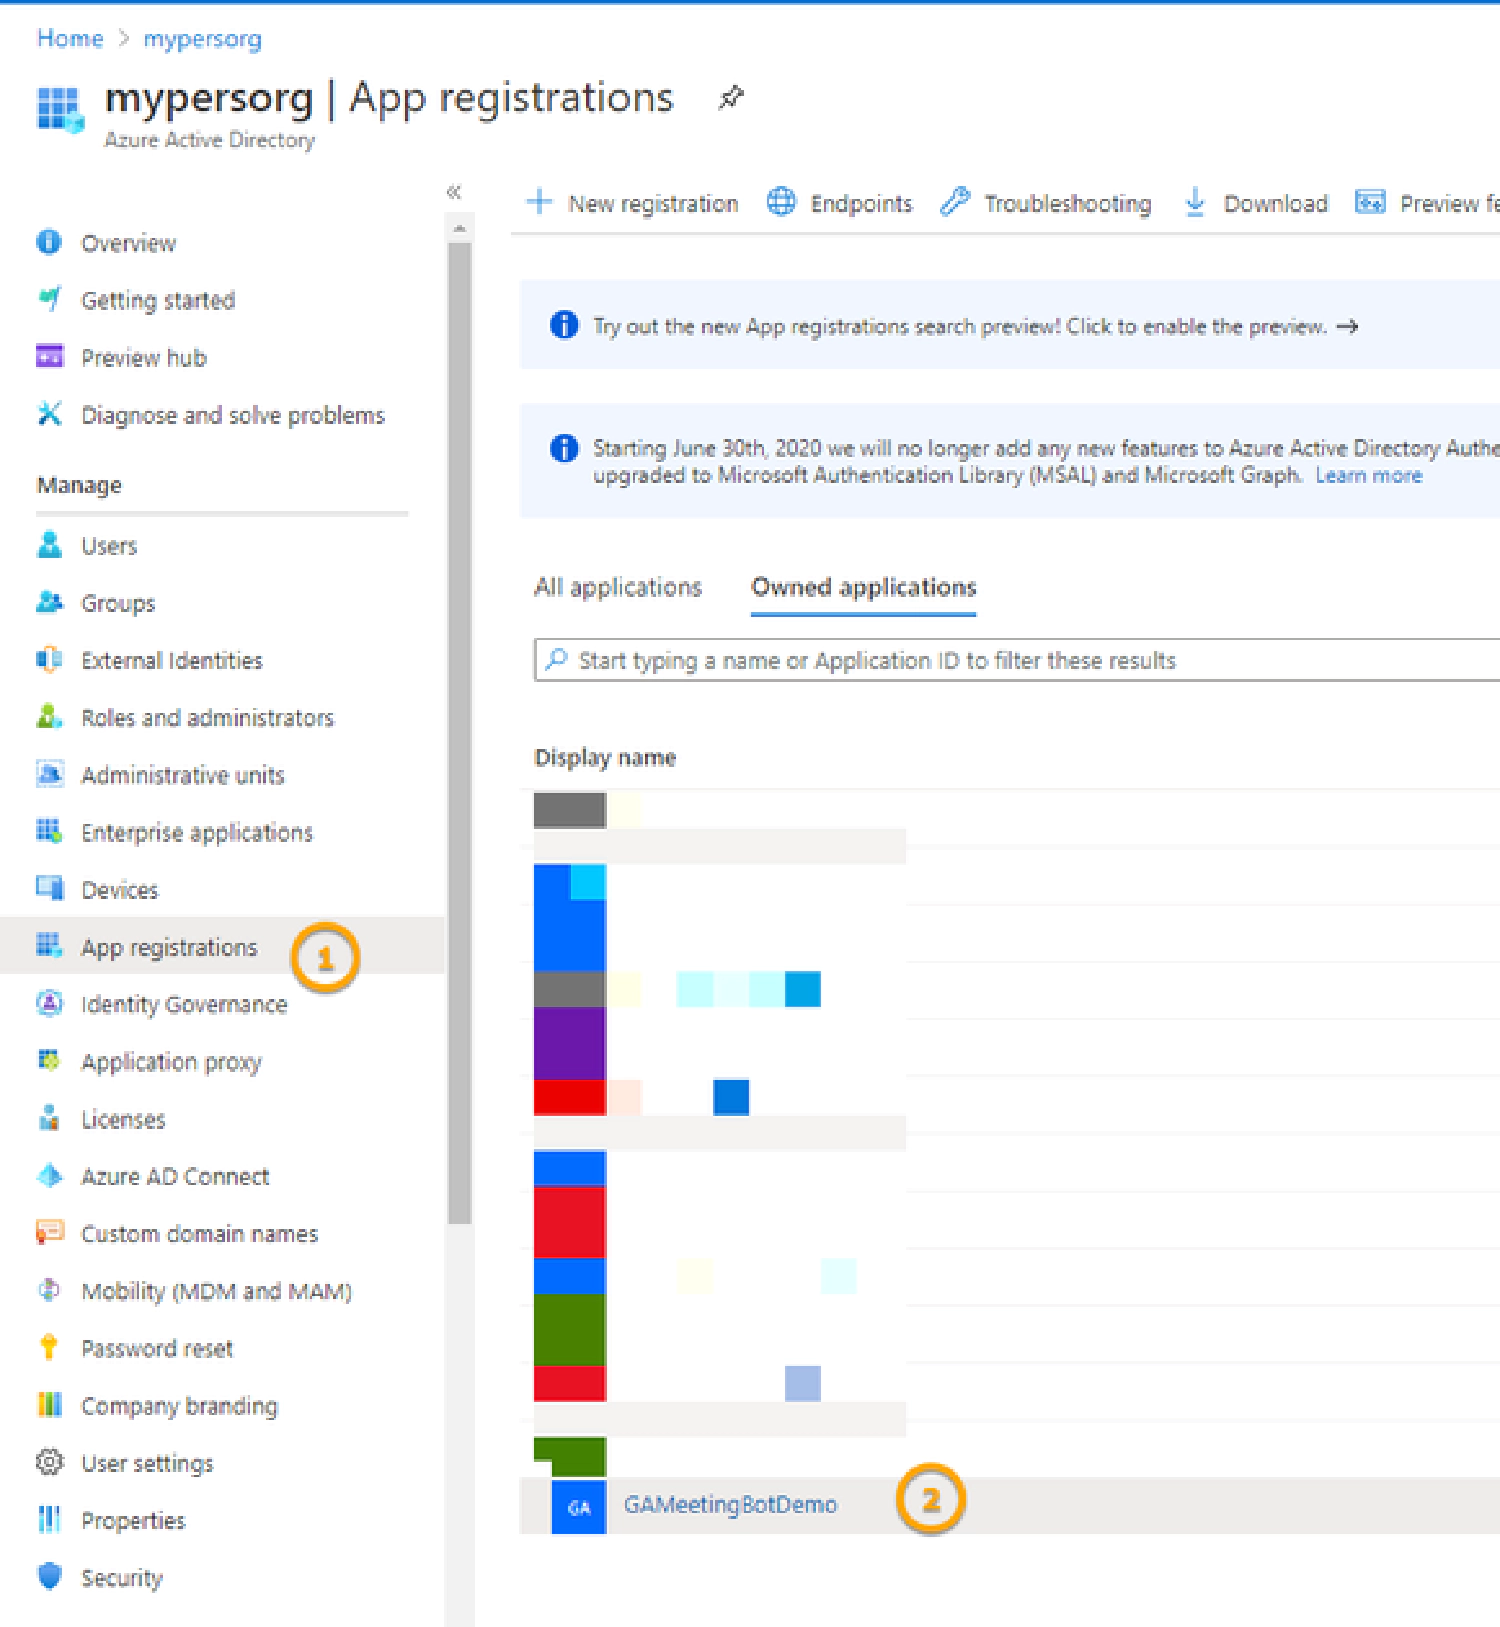 Home > mypersorg
mypersorg | App registrations
Azure Active Directory
«
Overview
Getting started
Preview hub
Diagnose and solve problems
Manage
Users
Groups
External Identities
Roles and administrators
Administrative units
Enterprise applications
Devices
App registrations 1
Identity Governance
Application proxy
Licenses
Azure AD Connect
Custom domain names
Mobility (MDM and MAM)
Password reset
Company branding
User settings
Properties
Security
New registration Endpoints Troubleshooting Download Preview fe
Try out the new App registrations search preview! Click to enable the preview. →
Starting June 30th, 2020 we will no longer add any new features to Azure Active Directory Authe
upgraded to Microsoft Authentication Library (MSAL) and Microsoft Graph. Learn more
All applications Owned applications
Start typing a name or Application ID to filter these results
Display name
GA GAMeetingBotDemo 2